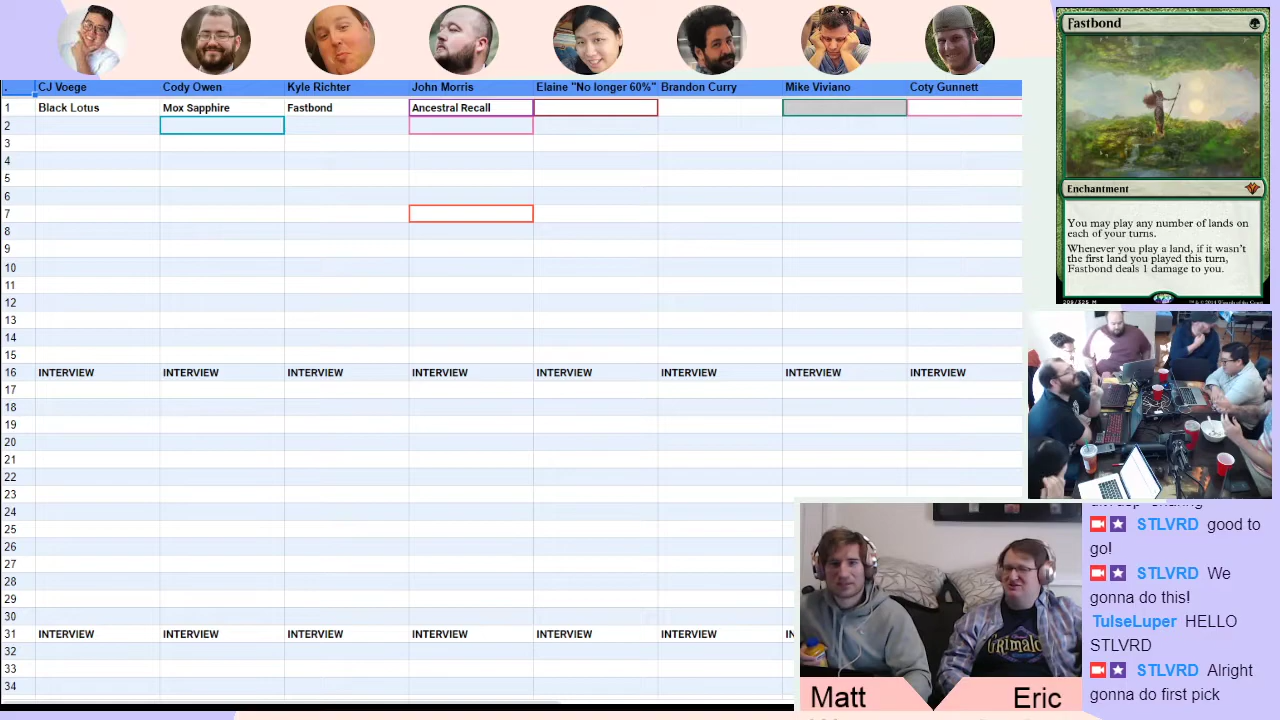 . CJ Voege Cody Owen Kyle Richter John Morris Elaine "No longer 60%" Brandon Curry Mike Viviano Coty Gunnett
1 Black Lotus Mox Sapphire Fastbond Ancestral Recall
2
3
4
5
6
7
8
9
10
11
12
13
14
15
16 INTERVIEW INTERVIEW INTERVIEW INTERVIEW INTERVIEW INTERVIEW INTERVIEW INTERVIEW
17
18
19
20
21
22
23
24
25
26
27
28
29
30
31 INTERVIEW INTERVIEW INTERVIEW INTERVIEW INTERVIEW INTERVIEW IN
32
33
34
Fastbond
Enchantment
You may play any number of lands on
each of your turns.
Whenever you play a land, if it wasn't
the first land you played this turn,
Fastbond deals 1 damage to you.
GRimald
Matt Eric
STLVRD good to
go!
STLVRD We
gonna do this!
TulseLuper HELLO
STLVRD
STLVRD Alright
gonna do first pick